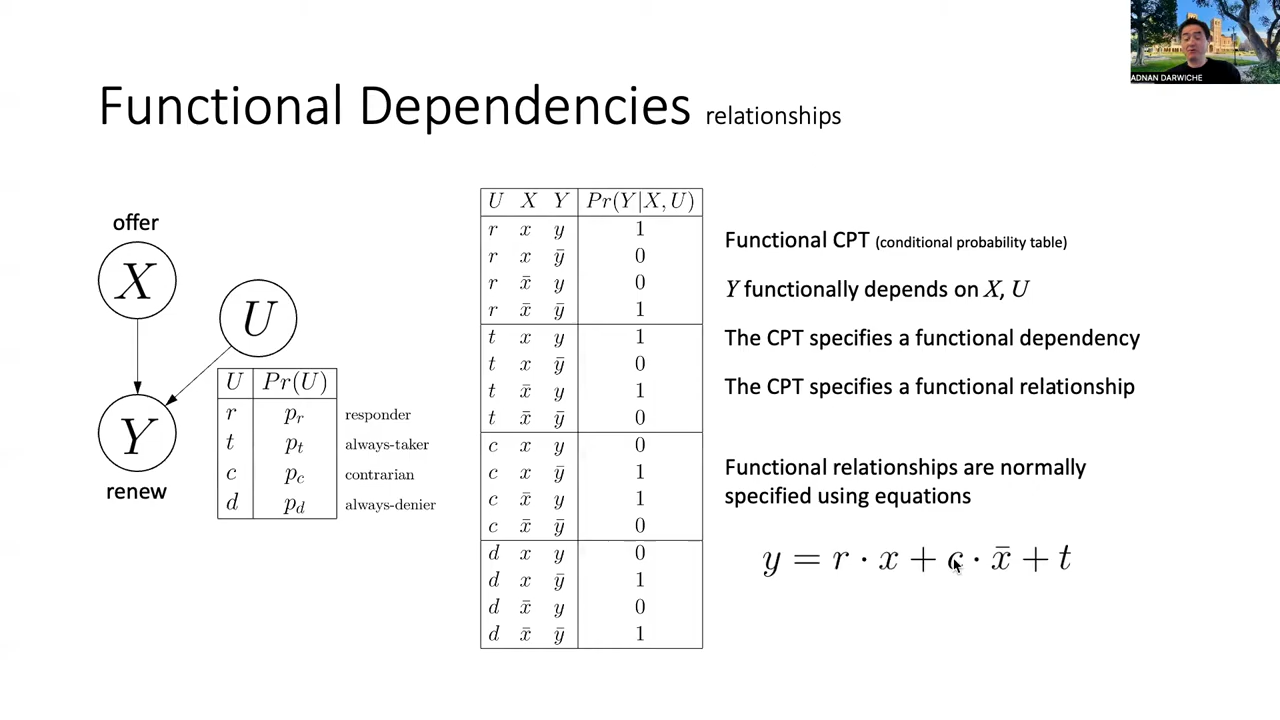 ADNAN DARWICHE
Functional Dependencies relationships
offer
X
U
Y
renew
U Pr(U)
r p_r responder
t p_t always-taker
c p_c contrarian
d p_d always-denier
U X Y Pr(Y|X, U)
r x y 1
r x ȳ 0
r x̄ y 0
r x̄ ȳ 1
t x y 1
t x ȳ 0
t x̄ y 1
t x̄ ȳ 0
c x y 0
c x ȳ 1
c x̄ y 1
c x̄ ȳ 0
d x y 0
d x ȳ 1
d x̄ y 0
d x̄ ȳ 1
Functional CPT (conditional probability table)
Y functionally depends on X, U
The CPT specifies a functional dependency
The CPT specifies a functional relationship
Functional relationships are normally
specified using equations
y = r · x + c · x̄ + t